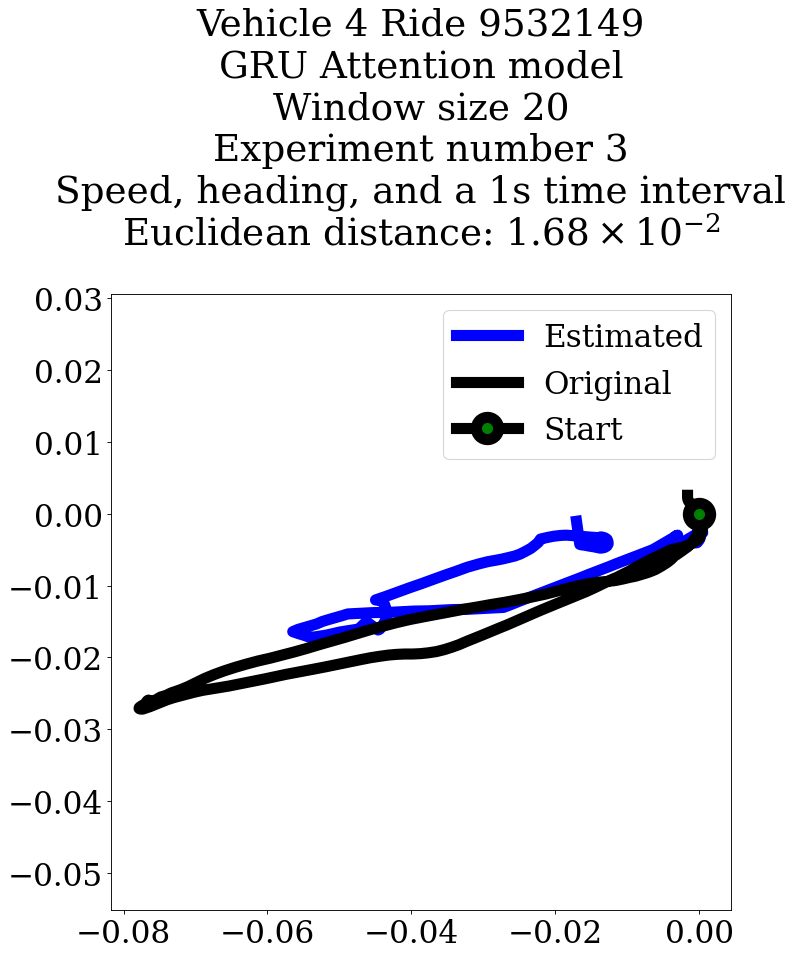 Vehicle 4 Ride 9532149
GRU Attention model
Window size 20
Experiment number 3
Speed, heading, and a 1s time interval
Euclidean distance: 1.68 × 10⁻²
Estimated
Original
Start
0.03
0.02
0.01
0.00
−0.01
−0.02
−0.03
−0.04
−0.05
−0.08 −0.06 −0.04 −0.02 0.00